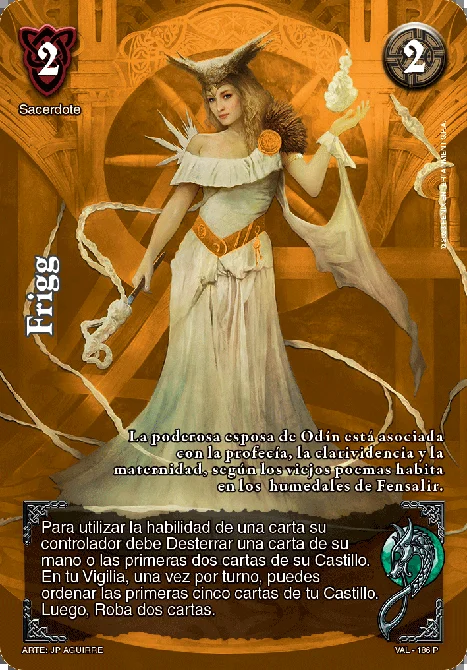 2
2
Sacerdote
Frigg
La poderosa esposa de Odín está asociada
con la profecía, la clarividencia y la
maternidad, según los viejos poemas habita
en los humedales de Fensalir.
Para utilizar la habilidad de una carta su
controlador debe Desterrar una carta de su
mano o las primeras dos cartas de su Castillo.
En tu Vigilia, una vez por turno, puedes
ordenar las primeras cinco cartas de tu Castillo.
Luego, Roba dos cartas.
ARTE: JP AGUIRRE
VAL - 186 P